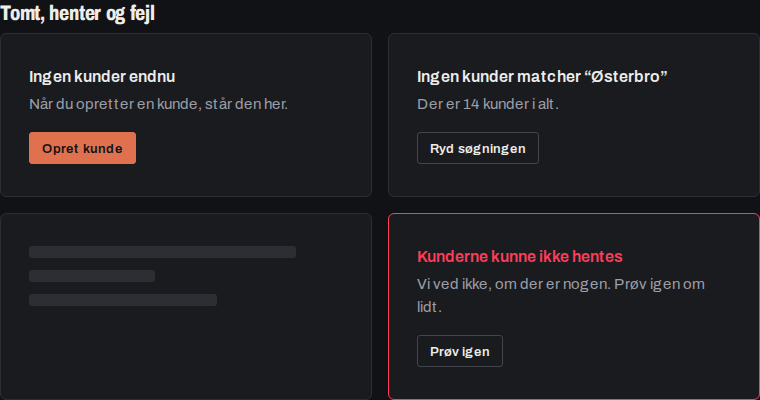 Tomt, henter og fejl
Ingen kunder endnu
Når du opretter en kunde, står den her.
Opret kunde
Ingen kunder matcher “Østerbro”
Der er 14 kunder i alt.
Ryd søgningen
Kunderne kunne ikke hentes
Vi ved ikke, om der er nogen. Prøv igen om
lidt.
Prøv igen